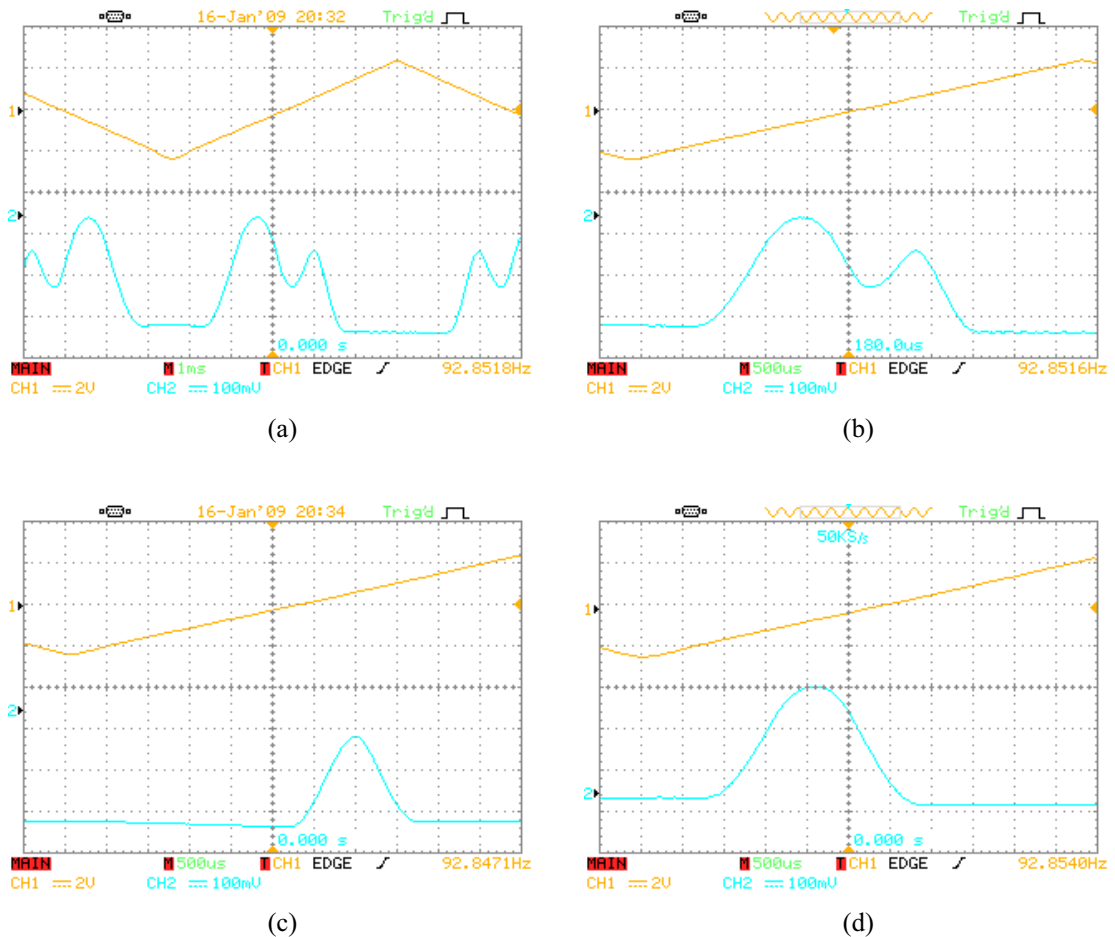 16-Jan'09 20:32 Trig'd
1
2
0.000 s
MAIN M 1ms T CH1 EDGE 92.8518Hz
CH1 2V CH2 100mV
(a)
Trig'd
1
2
180.0us
MAIN M 500us T CH1 EDGE 92.8516Hz
CH1 2V CH2 100mV
(b)
16-Jan'09 20:34 Trig'd
1
2
0.000 s
MAIN M 500us T CH1 EDGE 92.8471Hz
CH1 2V CH2 100mV
(c)
Trig'd
50KS/s
1
2
0.000 s
MAIN M 500us T CH1 EDGE 92.8540Hz
CH1 2V CH2 100mV
(d)